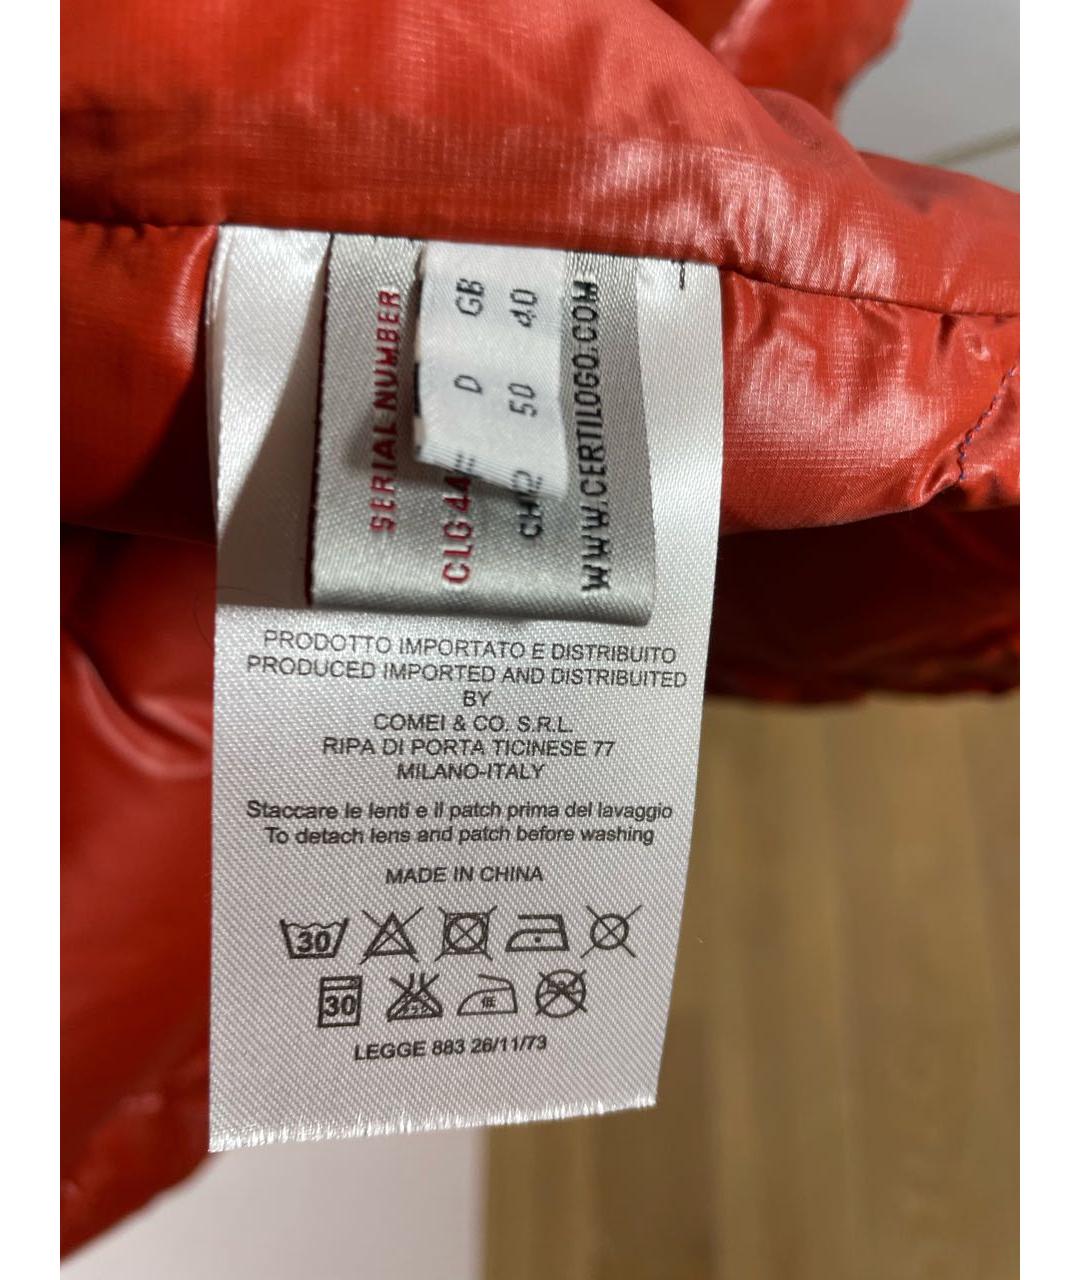 SERIAL NUMBER
CLG44
WWW.CERTILOGO.COM
GB
D
40
50
PRODOTTO IMPORTATO E DISTRIBUITO
PRODUCED IMPORTED AND DISTRIBUITED
BY
COMEI & CO. S.R.L.
RIPA DI PORTA TICINESE 77
MILANO-ITALY
Staccare le lenti e il patch prima del lavaggio
To detach lens and patch before washing
MADE IN CHINA
30
30
LEGGE 883 26/11/73